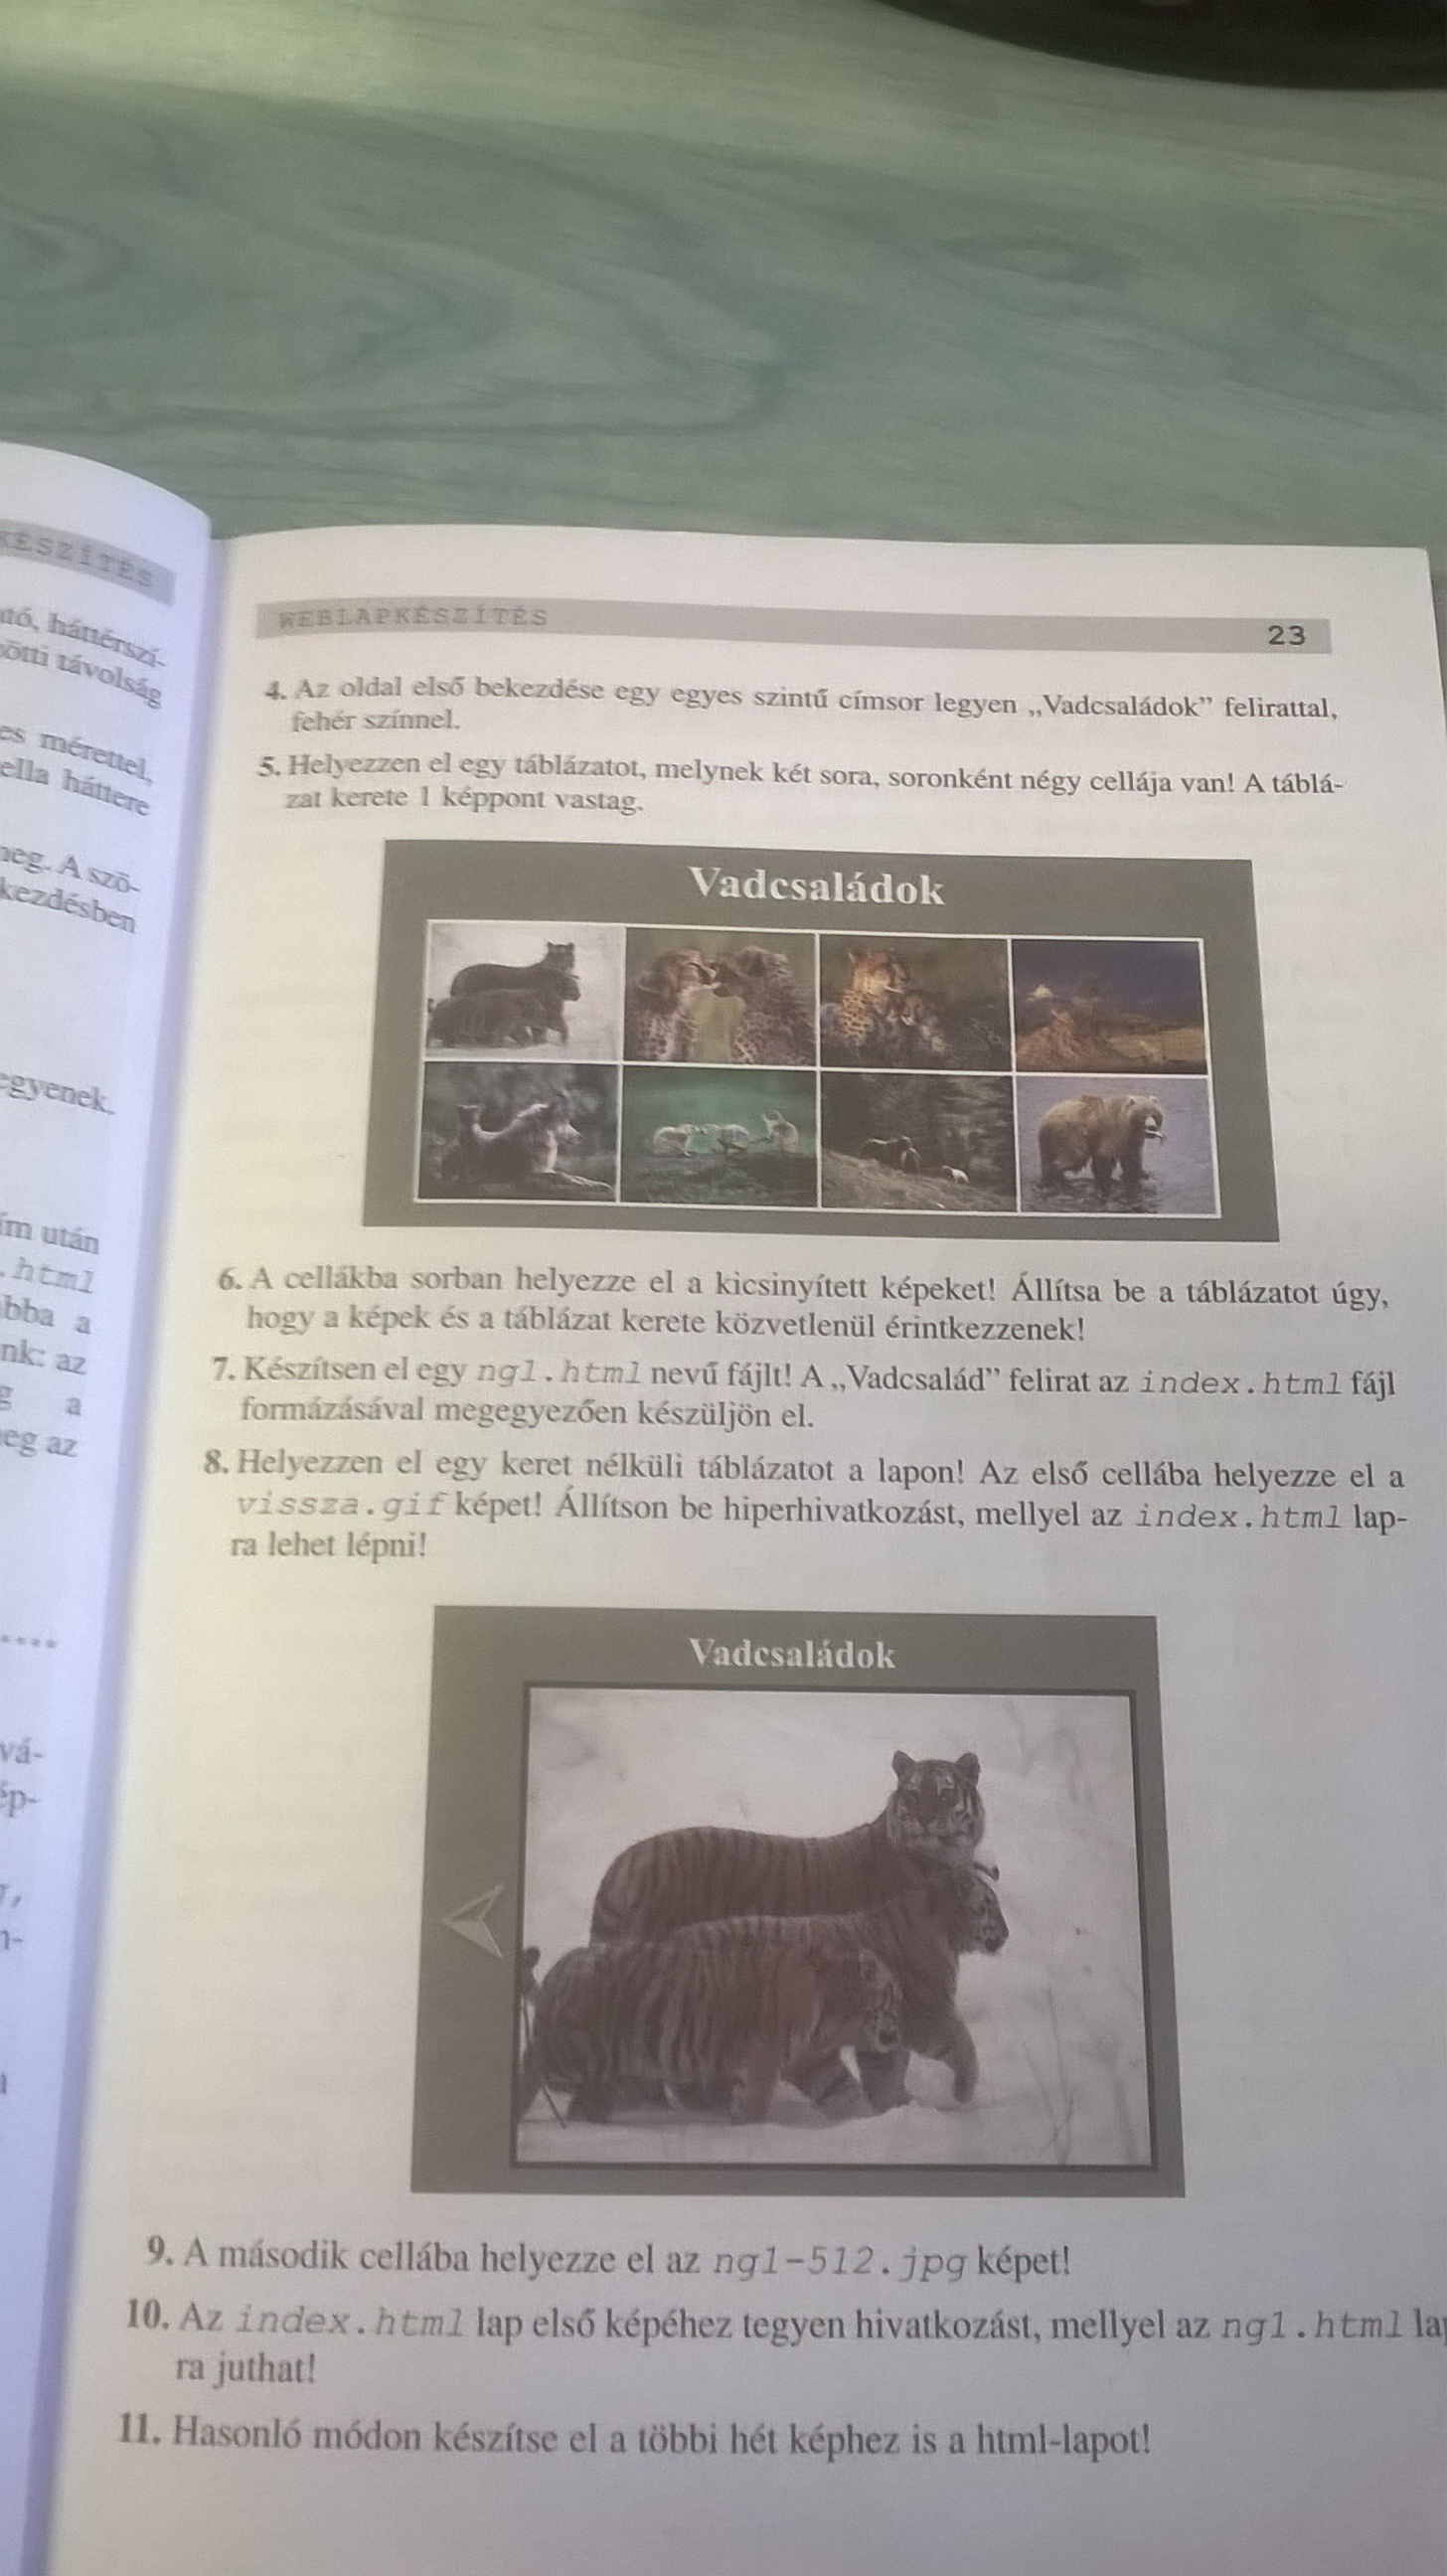 KÉSZÍTÉS
ató, háttérszí-
zötti távolság
es mérettel,
ella háttere
meg. A szö-
kezdésben
egyenek.
ím után
.html
bba a
nk: az
g a
eg az
....
vá-
ép-
WEBLAPKÉSZÍTÉS 23
4. Az oldal első bekezdése egy egyes szintű címsor legyen „Vadcsaládok” felirattal,
fehér színnel.
5. Helyezzen el egy táblázatot, melynek két sora, soronként négy cellája van! A táblá-
zat kerete 1 képpont vastag.
Vadcsaládok
6. A cellákba sorban helyezze el a kicsinyített képeket! Állítsa be a táblázatot úgy,
hogy a képek és a táblázat kerete közvetlenül érintkezzenek!
7. Készítsen el egy ng1.html nevű fájlt! A „Vadcsalád” felirat az index.html fájl
formázásával megegyezően készüljön el.
8. Helyezzen el egy keret nélküli táblázatot a lapon! Az első cellába helyezze el a
vissza.gif képet! Állítson be hiperhivatkozást, mellyel az index.html lap-
ra lehet lépni!
Vadcsaládok
9. A második cellába helyezze el az ng1-512.jpg képet!
10. Az index.html lap első képéhez tegyen hivatkozást, mellyel az ng1.html la
ra juthat!
11. Hasonló módon készítse el a többi hét képhez is a html-lapot!